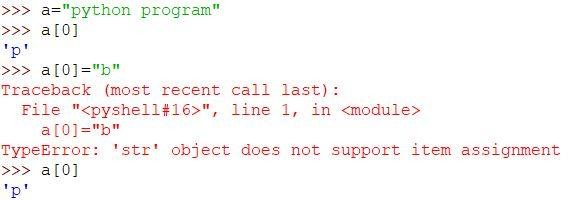 >>> a="python program"
>>> a[0]
'p'
>>> a[0]="b"
Traceback (most recent call last):
  File "<pyshell#16>", line 1, in <module>
    a[0]="b"
TypeError: 'str' object does not support item assignment
>>> a[0]
'p'